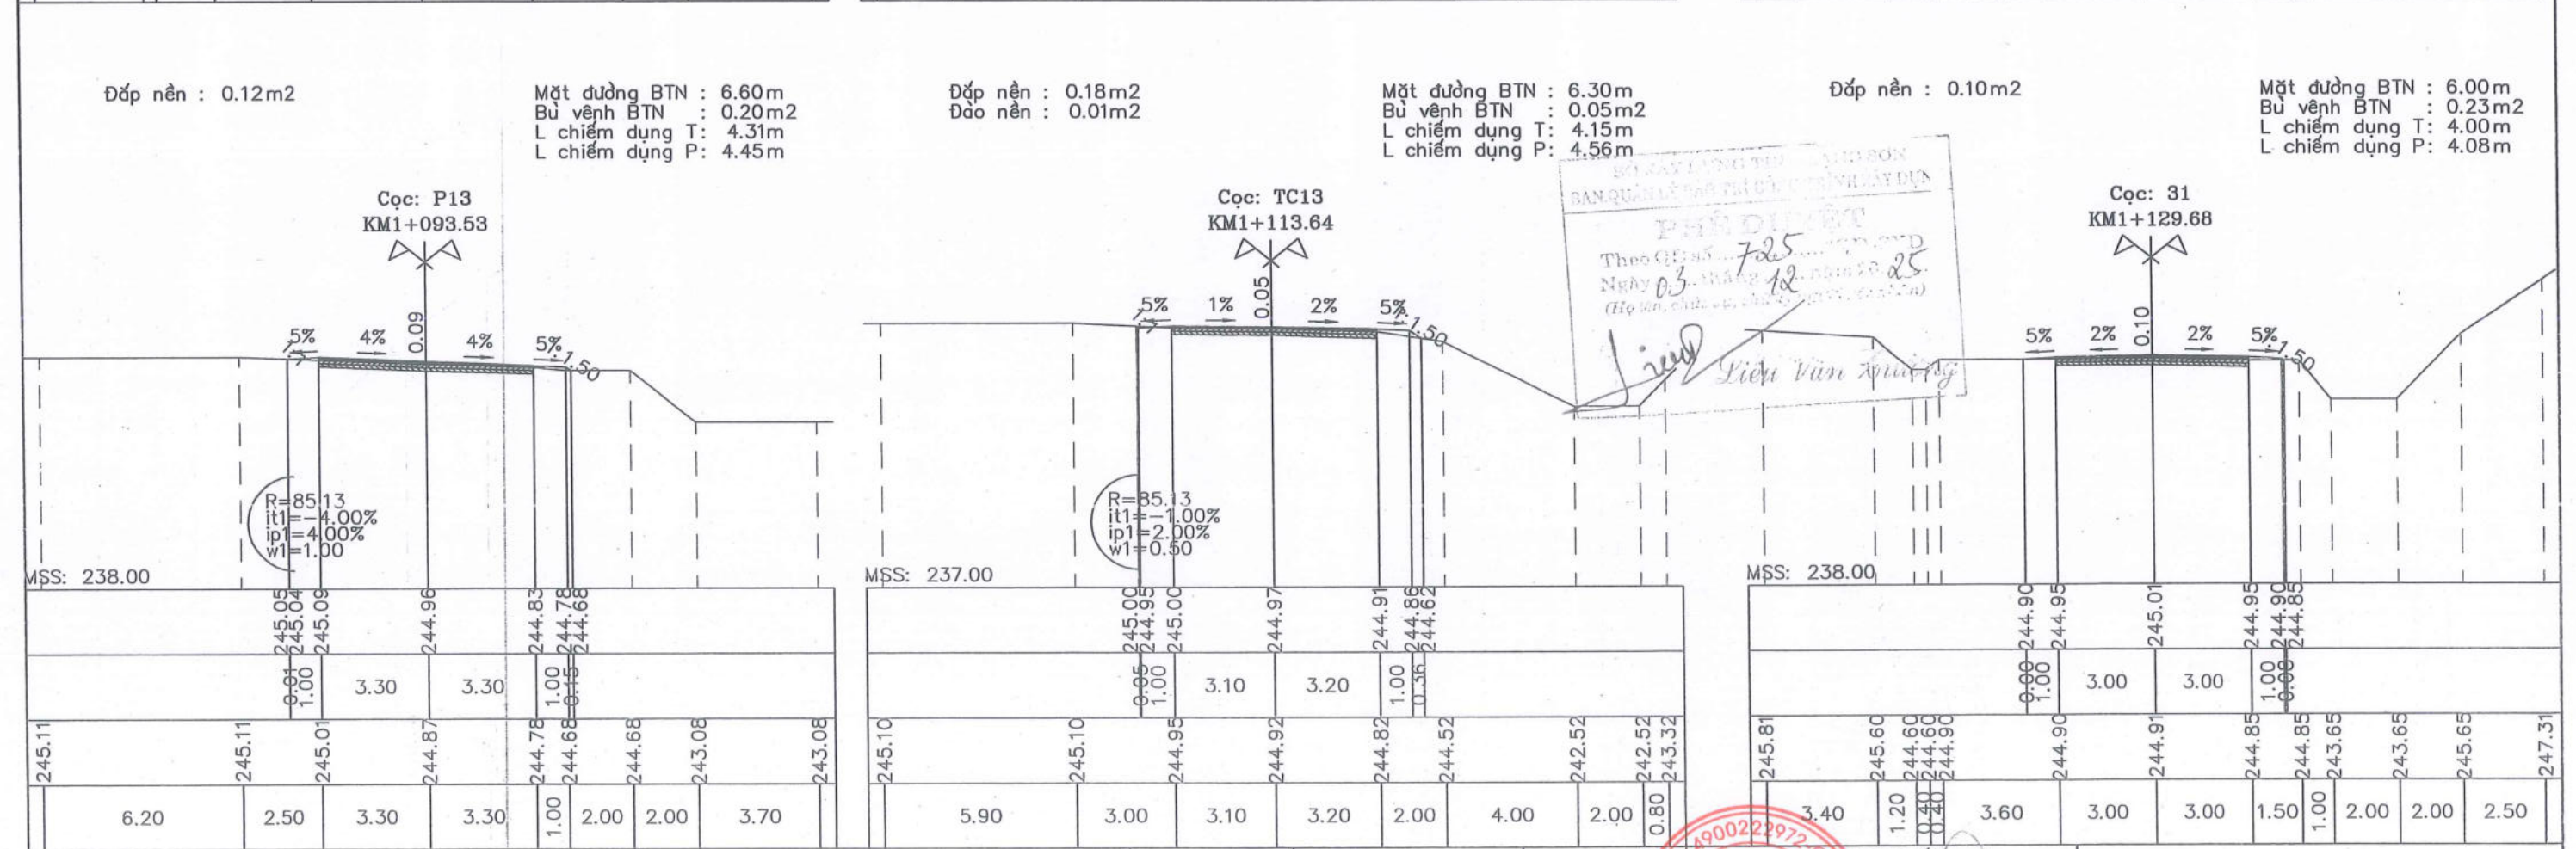 Đắp nền : 0.12m2
Mặt đường BTN : 6.60m
Bù vênh BTN : 0.20m2
L chiếm dụng T: 4.31m
L chiếm dụng P: 4.45m
Cọc: P13
KM1+093.53
0.09
5% 4% 4% 5% 1.50
R=85.13
it1=-4.00%
ip1=4.00%
w1=1.00
MSS: 238.00
245.05 245.04 245.09 244.96 244.83 244.78 244.68
0.01 1.00 3.30 3.30 1.00 0.15
245.11 245.11 245.01 244.87 244.78 244.68 244.68 243.08 243.08
6.20 2.50 3.30 3.30 1.00 2.00 2.00 3.70
Đắp nền : 0.18m2
Đào nền : 0.01m2
Mặt đường BTN : 6.30m
Bù vênh BTN : 0.05m2
L chiếm dụng T: 4.15m
L chiếm dụng P: 4.56m
Cọc: TC13
KM1+113.64
0.05
5% 1% 2% 5% 1.50
R=85.13
it1=-1.00%
ip1=2.00%
w1=0.50
MSS: 237.00
245.00 244.95 245.00 244.97 244.91 244.86 244.62
0.05 1.00 3.10 3.20 1.00 0.36
245.10 245.10 244.95 244.92 244.82 244.52 242.52 242.52 243.32
5.90 3.00 3.10 3.20 2.00 4.00 2.00 0.80
PHÊ DUYỆT
Theo QĐ số 725
Ngày 03 tháng 12 năm 2025
Liêu Văn
Đắp nền : 0.10m2
Mặt đường BTN : 6.00m
Bù vênh BTN : 0.23m2
L chiếm dụng T: 4.00m
L chiếm dụng P: 4.08m
Cọc: 31
KM1+129.68
0.10
5% 2% 2% 5% 1.50
MSS: 238.00
244.90 244.95 245.01 244.95 244.90 244.85
0.00 1.00 3.00 3.00 1.00 0.08
245.81 245.60 244.60 244.60 244.90 244.90 244.91 244.85 244.85 243.65 243.65 245.65 247.31
3.40 1.20 0.40 0.40 3.60 3.00 3.00 1.50 1.00 2.00 2.00 2.50
4900222972